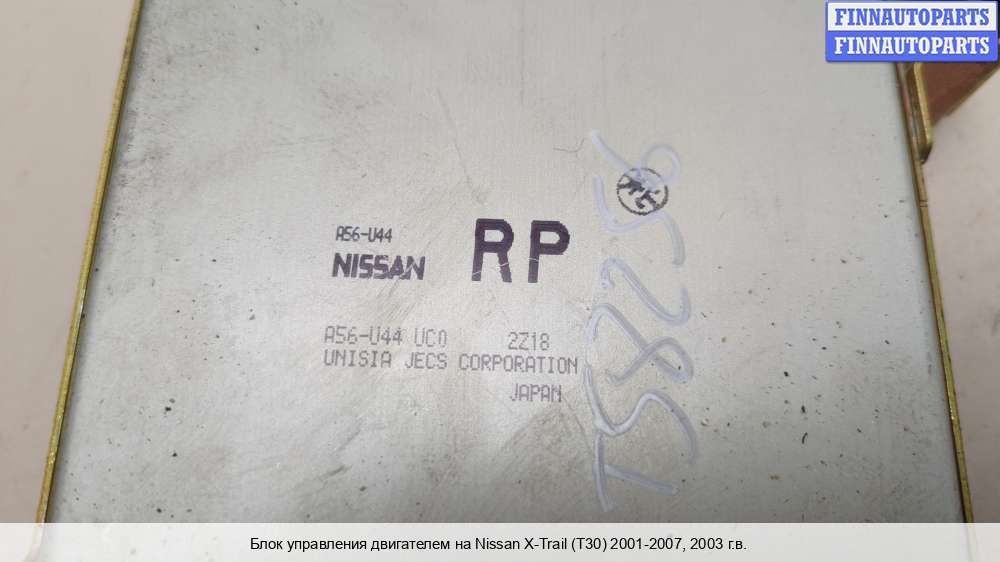 FINNAUTOPARTS
FINNAUTOPARTS
A56-U44
NISSAN RP
A56-U44 UC0 2Z18
UNISIA JECS CORPORATION
JAPAN
Блок управления двигателем на Nissan X-Trail (T30) 2001-2007, 2003 г.в.